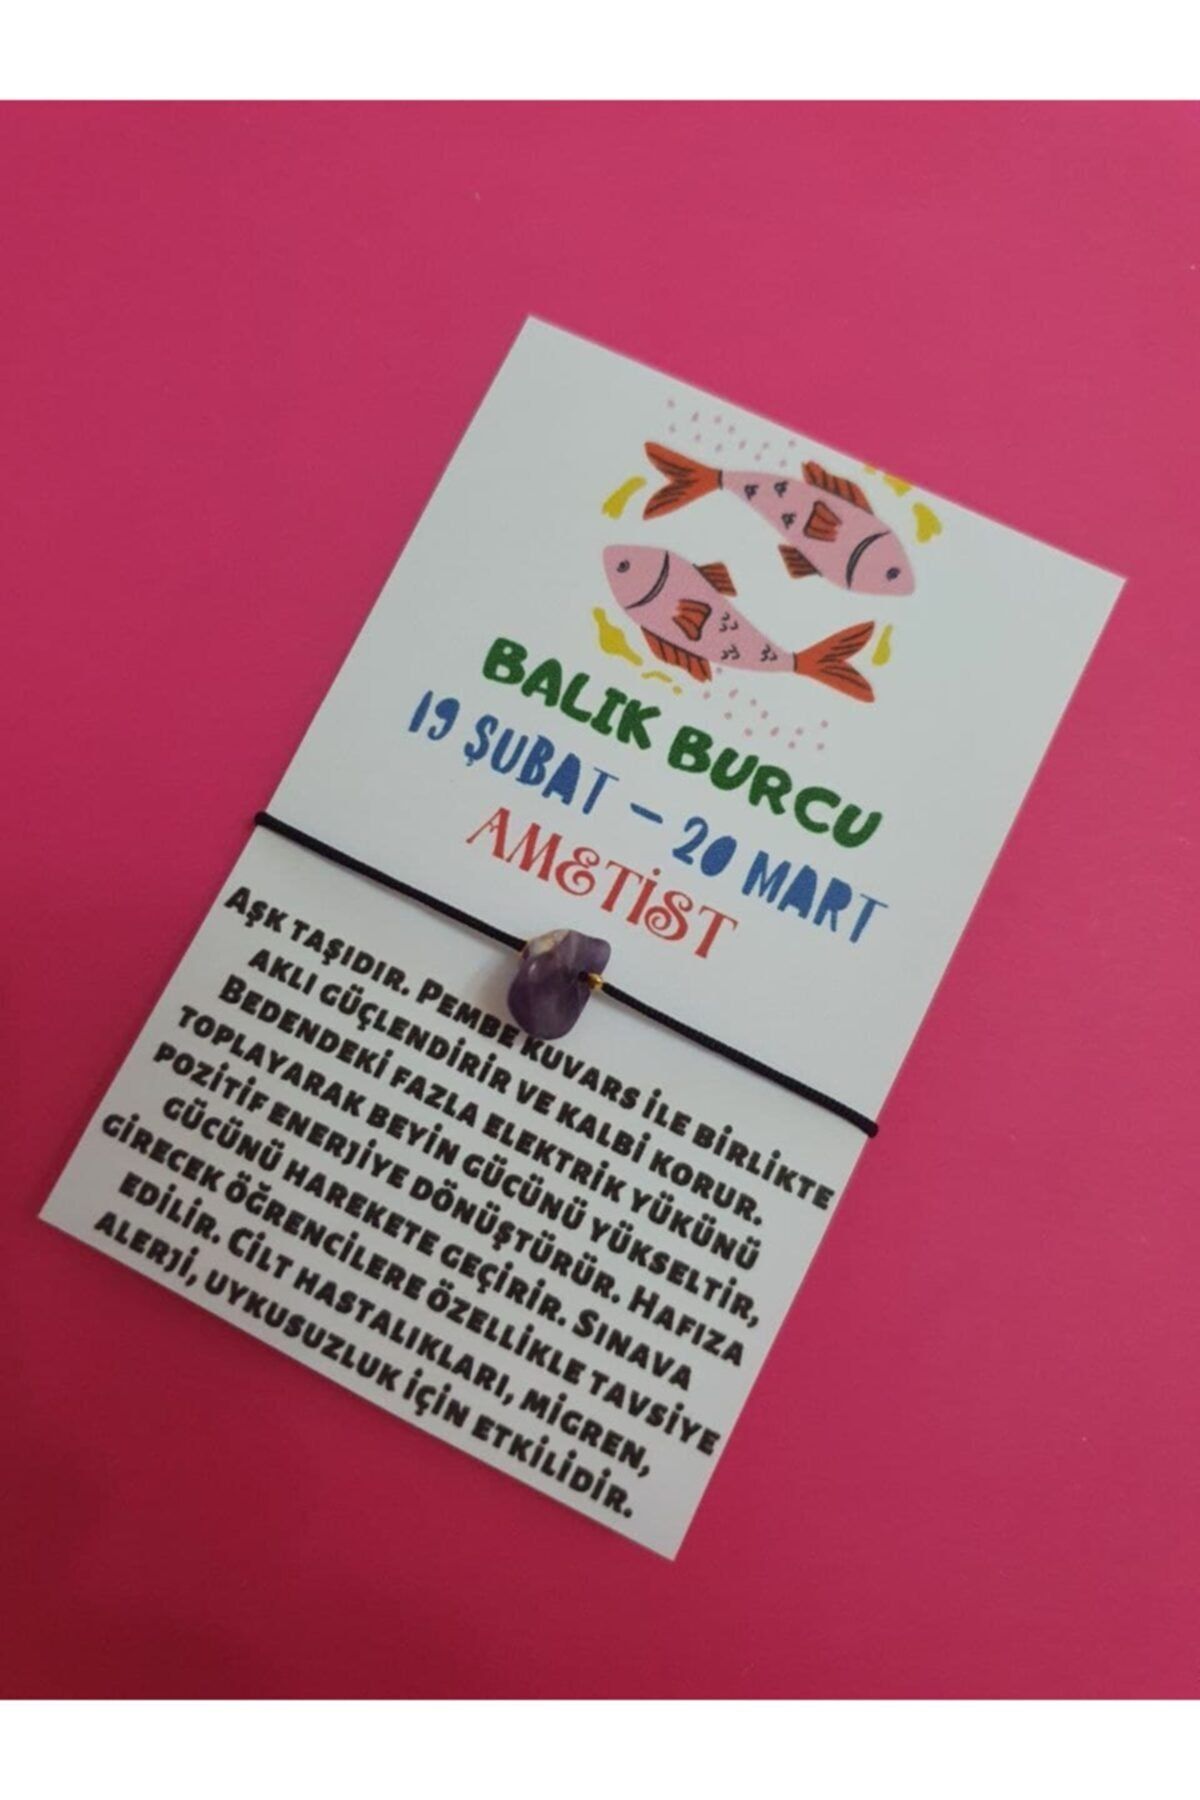 BALIK BURCU
19 ŞUBAT – 20 MART
AMETİST
AŞK TAŞIDIR. PEMBE KUVARS İLE BİRLİKTE
AKLI GÜÇLENDİRİR VE KALBİ KORUR.
BEDENDEKİ FAZLA ELEKTRİK YÜKÜNÜ
TOPLAYARAK BEYİN GÜCÜNÜ YÜKSELTİR,
POZİTİF ENERJİYE DÖNÜŞTÜRÜR. HAFIZA
GÜCÜNÜ HAREKETE GEÇİRİR. SINAVA
GİRECEK ÖĞRENCİLERE ÖZELLİKLE TAVSİYE
EDİLİR. CİLT HASTALIKLARI, MİGREN,
ALERJİ, UYKUSUZLUK İÇİN ETKİLİDİR.